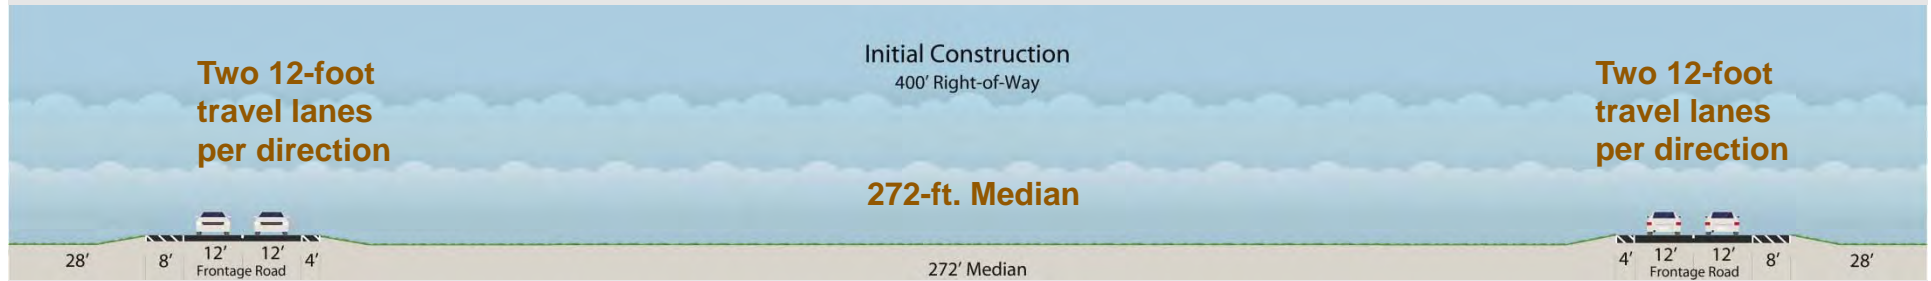 Initial Construction
400' Right-of-Way
Two 12-foot
travel lanes
per direction
Two 12-foot
travel lanes
per direction
272-ft. Median
28' 8' 12' 12' 4'
Frontage Road
272' Median
4' 12' 12' 8' 28'
Frontage Road